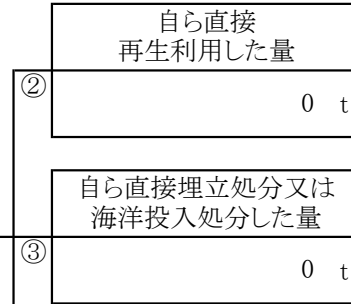 自ら直接
再生利用した量
②
0 t
自ら直接埋立処分又は
海洋投入処分した量
③
0 t